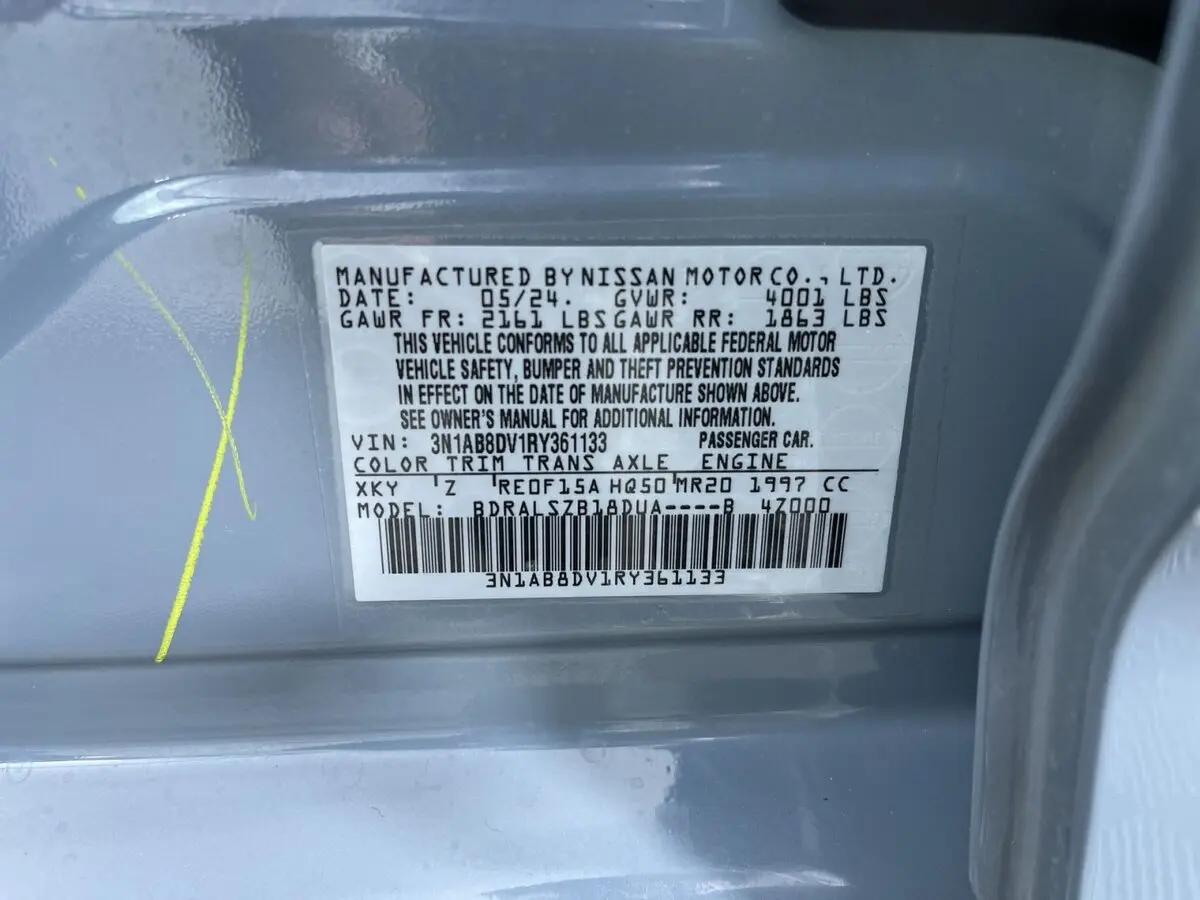 MANUFACTURED BY NISSAN MOTOR CO., LTD.
DATE: 05/24. GVWR: 4001 LBS
GAWR FR: 2161 LBS GAWR RR: 1863 LBS
THIS VEHICLE CONFORMS TO ALL APPLICABLE FEDERAL MOTOR
VEHICLE SAFETY, BUMPER AND THEFT PREVENTION STANDARDS
IN EFFECT ON THE DATE OF MANUFACTURE SHOWN ABOVE.
SEE OWNER'S MANUAL FOR ADDITIONAL INFORMATION.
VIN: 3N1AB8DV1RY361133 PASSENGER CAR.
COLOR TRIM TRANS AXLE ENGINE
XKY Z RE0F15A HQ50 MR20 1997 CC
MODEL: BDRALSZB18DUA----B 4Z000
3N1AB8DV1RY361133